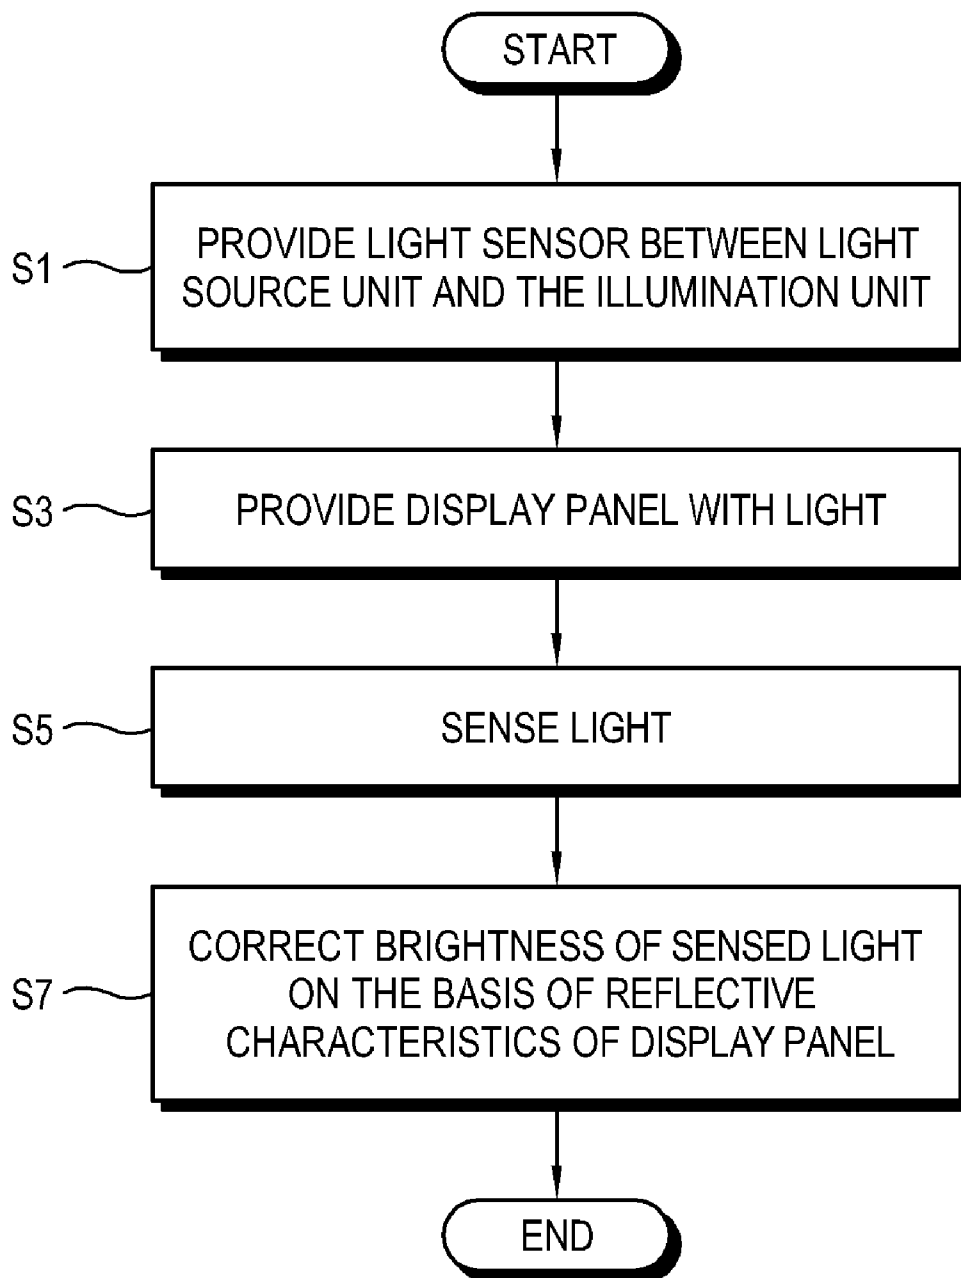 START
S1
PROVIDE LIGHT SENSOR BETWEEN LIGHT
SOURCE UNIT AND THE ILLUMINATION UNIT
S3
PROVIDE DISPLAY PANEL WITH LIGHT
S5
SENSE LIGHT
S7
CORRECT BRIGHTNESS OF SENSED LIGHT
ON THE BASIS OF REFLECTIVE
CHARACTERISTICS OF DISPLAY PANEL
END